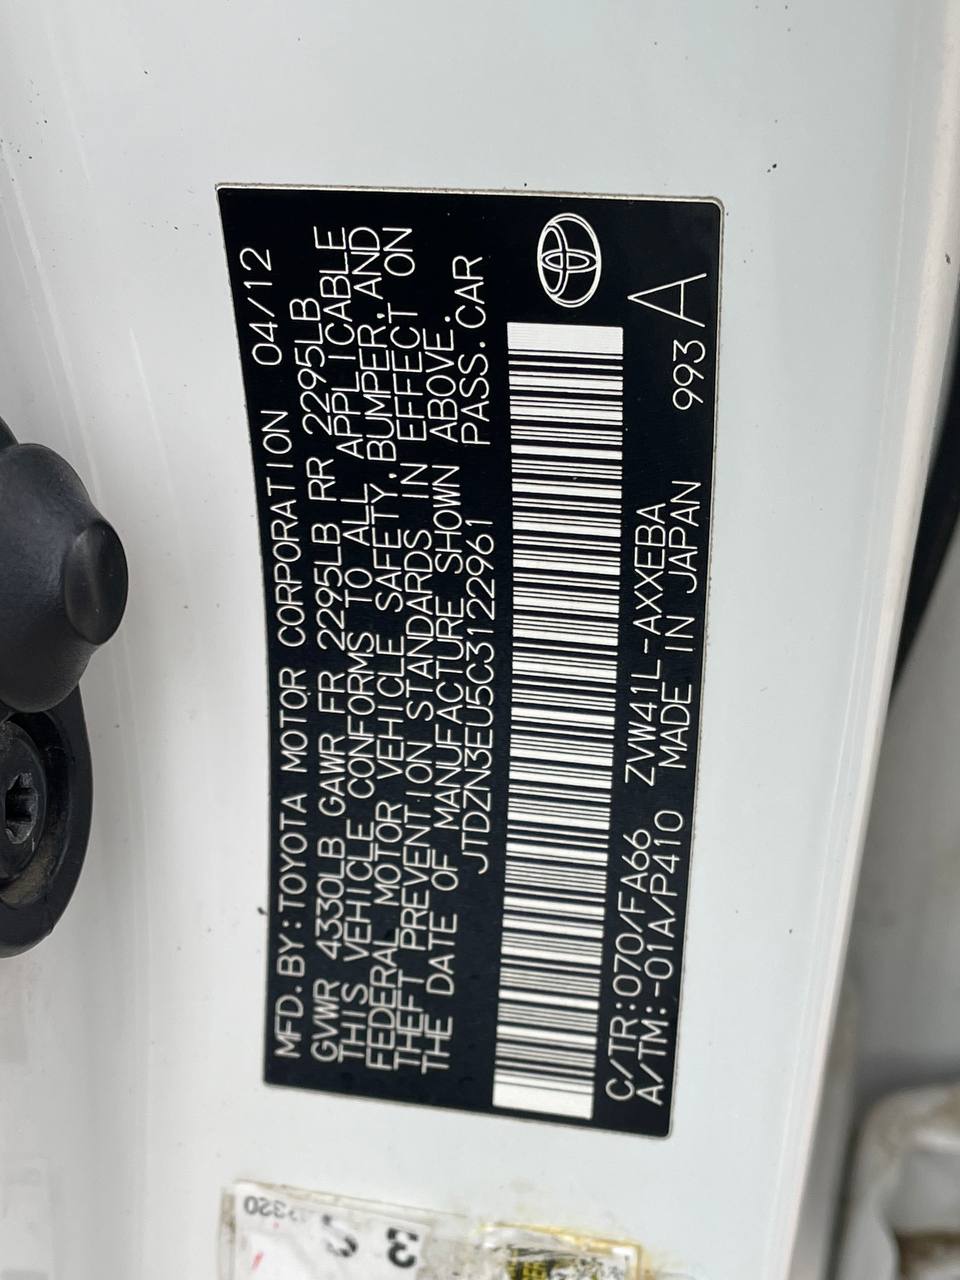 MFD.BY:TOYOTA MOTOR CORPORATION 04/12
GVWR 4330LB GAWR FR 2295LB RR 2295LB
THIS VEHICLE CONFORMS TO ALL APPLICABLE
FEDERAL MOTOR VEHICLE SAFETY,BUMPER,AND
THEFT PREVENTION STANDARDS IN EFFECT ON
THE DATE OF MANUFACTURE SHOWN ABOVE.
JTDZN3EU5C3122961 PASS.CAR
C/TR:070/FA66 ZVW41L-AXXEBA 993 A
A/TM:-01A/P410 MADE IN JAPAN
3